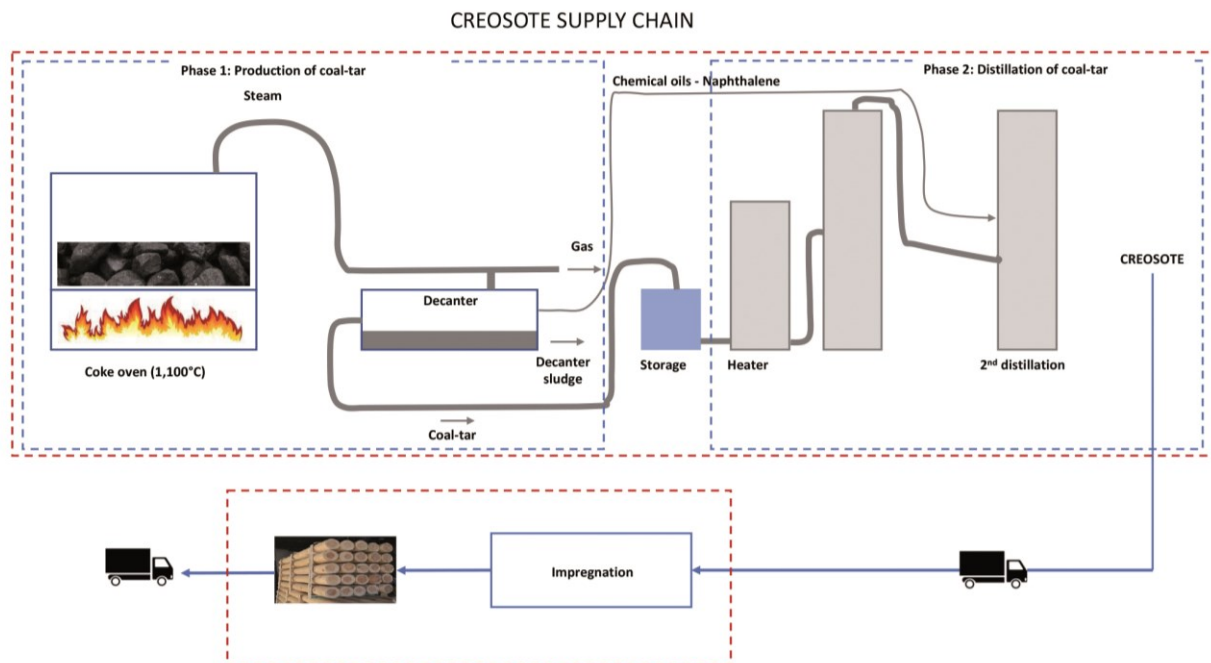 CREOSOTE SUPPLY CHAIN
Phase 1: Production of coal-tar
Phase 2: Distillation of coal-tar
Steam
Chemical oils - Naphthalene
Gas
CREOSOTE
Decanter
Decanter
sludge
Storage
Heater
2nd distillation
Coke oven (1,100°C)
Coal-tar
Impregnation